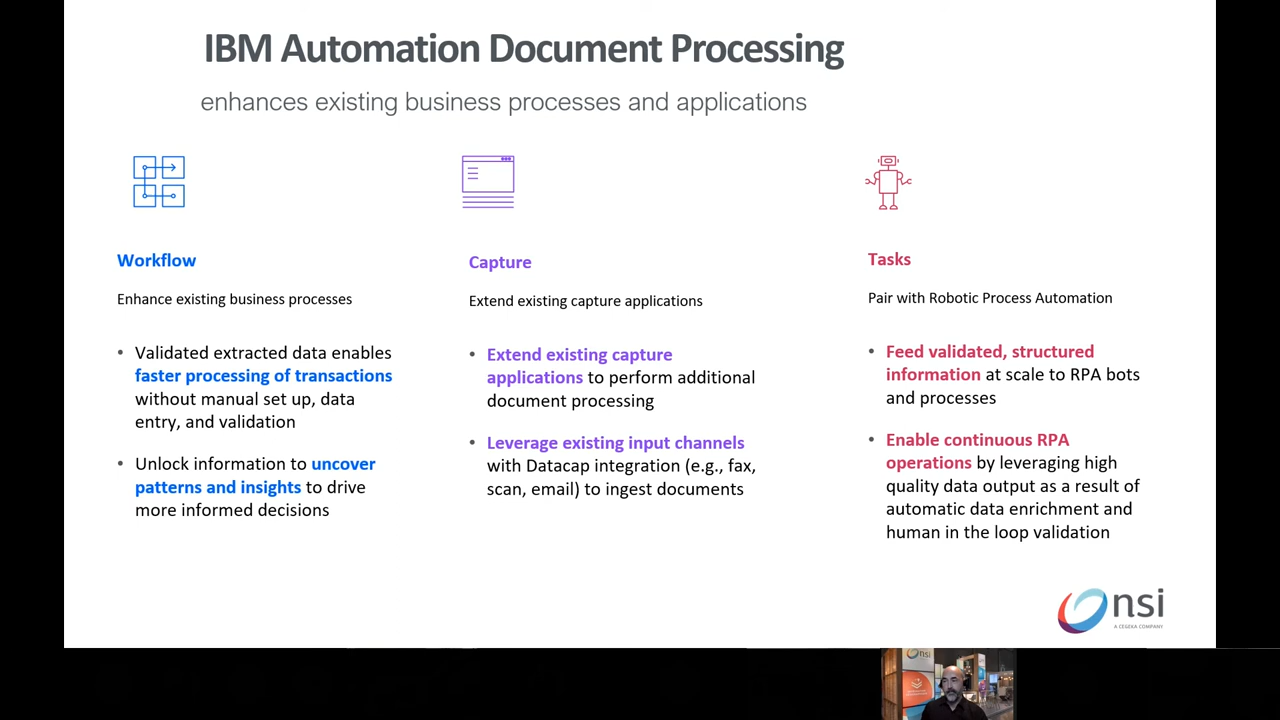 IBM Automation Document Processing
enhances existing business processes and applications
Workflow
Enhance existing business processes
• Validated extracted data enables
faster processing of transactions
without manual set up, data
entry, and validation
• Unlock information to uncover
patterns and insights to drive
more informed decisions
Capture
Extend existing capture applications
• Extend existing capture
applications to perform additional
document processing
• Leverage existing input channels
with Datacap integration (e.g., fax,
scan, email) to ingest documents
Tasks
Pair with Robotic Process Automation
• Feed validated, structured
information at scale to RPA bots
and processes
• Enable continuous RPA
operations by leveraging high
quality data output as a result of
automatic data enrichment and
human in the loop validation
nsi
A CEGEKA COMPANY
nsi